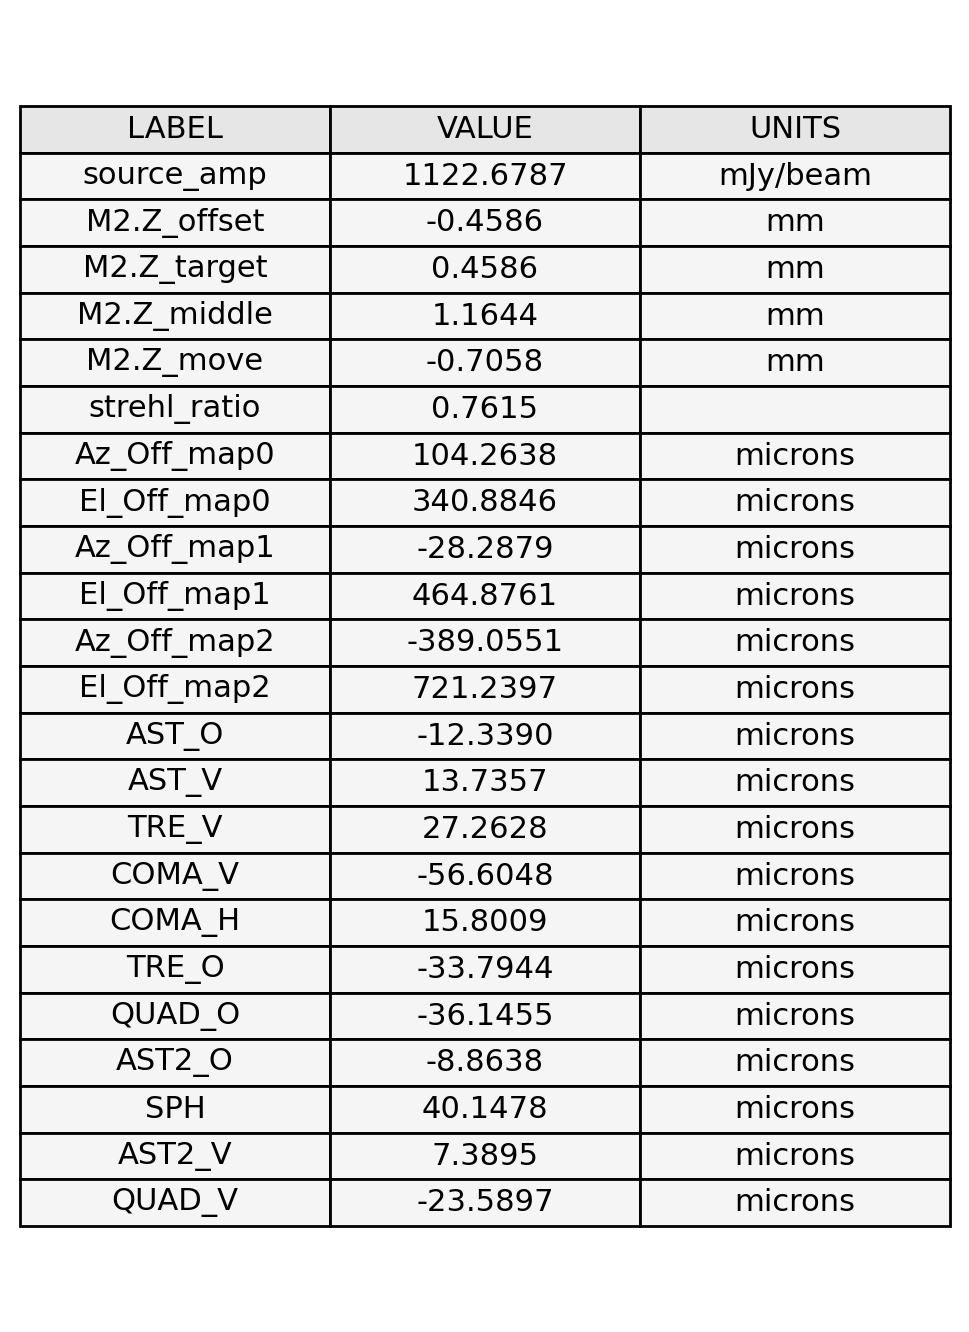 LABEL VALUE UNITS
source_amp 1122.6787 mJy/beam
M2.Z_offset -0.4586 mm
M2.Z_target 0.4586 mm
M2.Z_middle 1.1644 mm
M2.Z_move -0.7058 mm
strehl_ratio 0.7615
Az_Off_map0 104.2638 microns
El_Off_map0 340.8846 microns
Az_Off_map1 -28.2879 microns
El_Off_map1 464.8761 microns
Az_Off_map2 -389.0551 microns
El_Off_map2 721.2397 microns
AST_O -12.3390 microns
AST_V 13.7357 microns
TRE_V 27.2628 microns
COMA_V -56.6048 microns
COMA_H 15.8009 microns
TRE_O -33.7944 microns
QUAD_O -36.1455 microns
AST2_O -8.8638 microns
SPH 40.1478 microns
AST2_V 7.3895 microns
QUAD_V -23.5897 microns